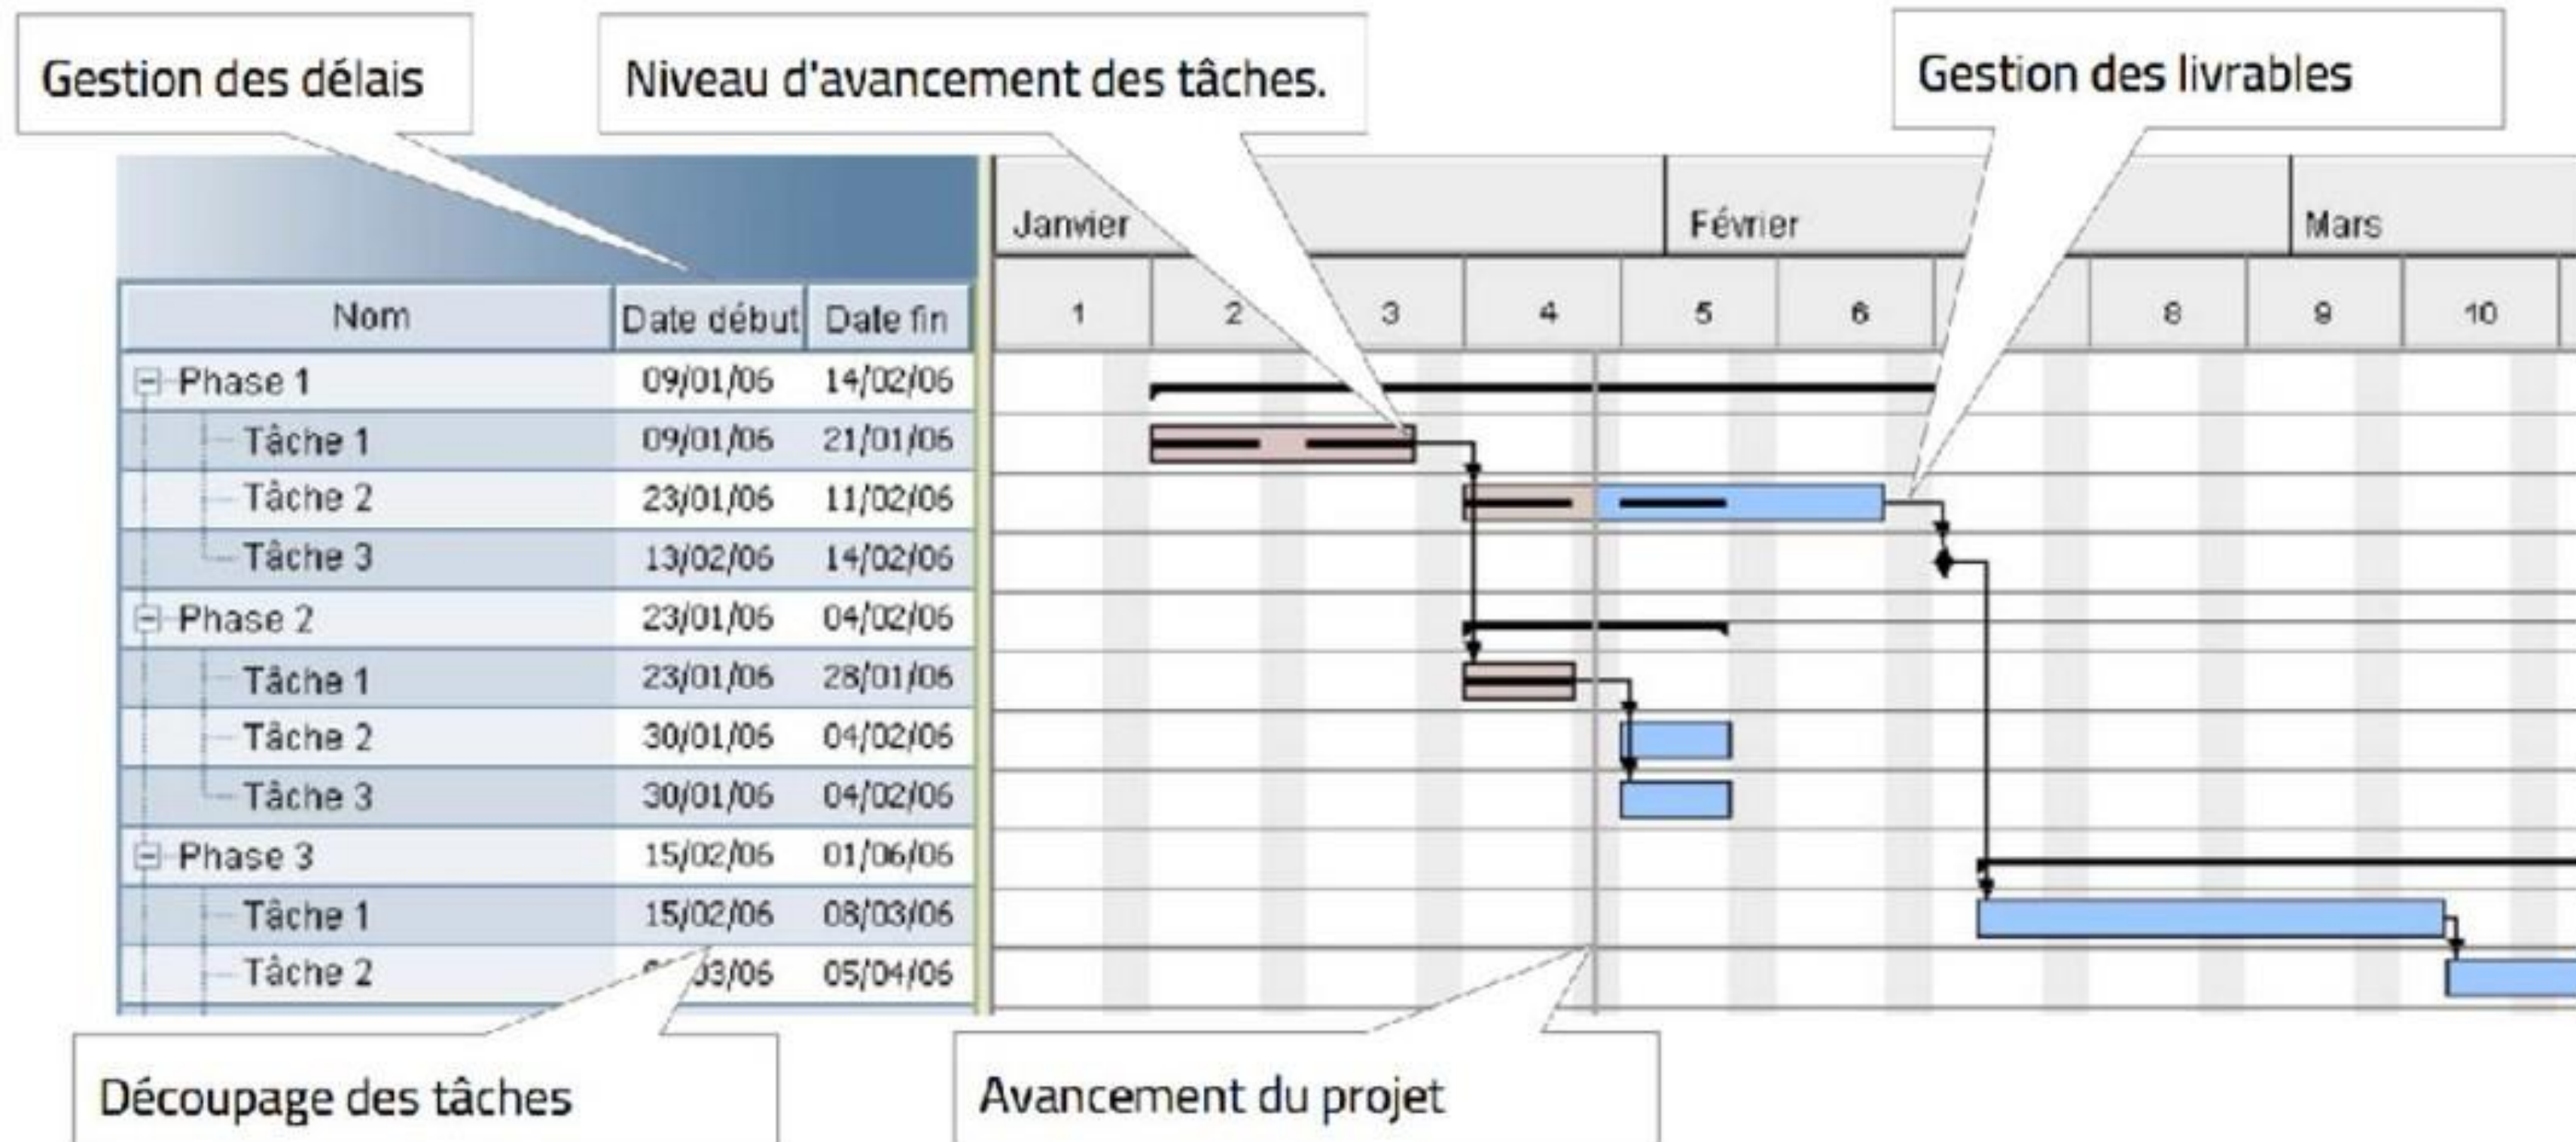 Gestion des délais
Niveau d'avancement des tâches.
Gestion des livrables
Janvier
Février
Mars
Nom Date début Date fin
1 2 3 4 5 6 8 9 10
Phase 1 09/01/06 14/02/06
Tâche 1 09/01/06 21/01/06
Tâche 2 23/01/06 11/02/06
Tâche 3 13/02/06 14/02/06
Phase 2 23/01/06 04/02/06
Tâche 1 23/01/06 28/01/06
Tâche 2 30/01/06 04/02/06
Tâche 3 30/01/06 04/02/06
Phase 3 15/02/06 01/06/06
Tâche 1 15/02/06 08/03/06
Tâche 2 03/06 05/04/06
Découpage des tâches
Avancement du projet